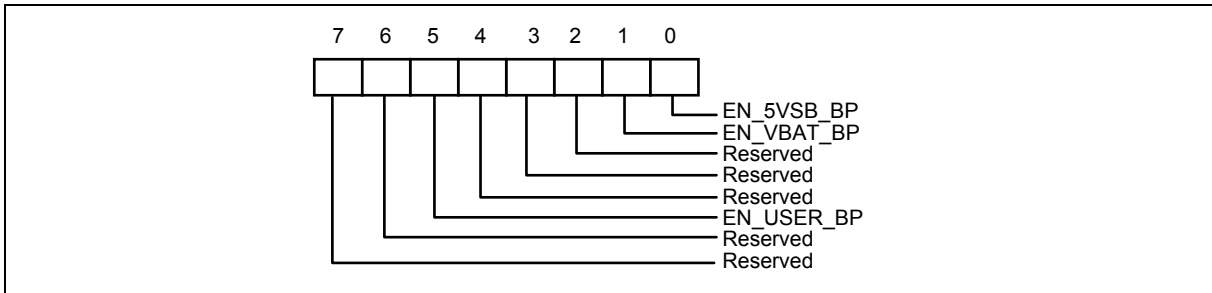 7 6 5 4 3 2 1 0
EN_5VSB_BP
EN_VBAT_BP
Reserved
Reserved
Reserved
EN_USER_BP
Reserved
Reserved